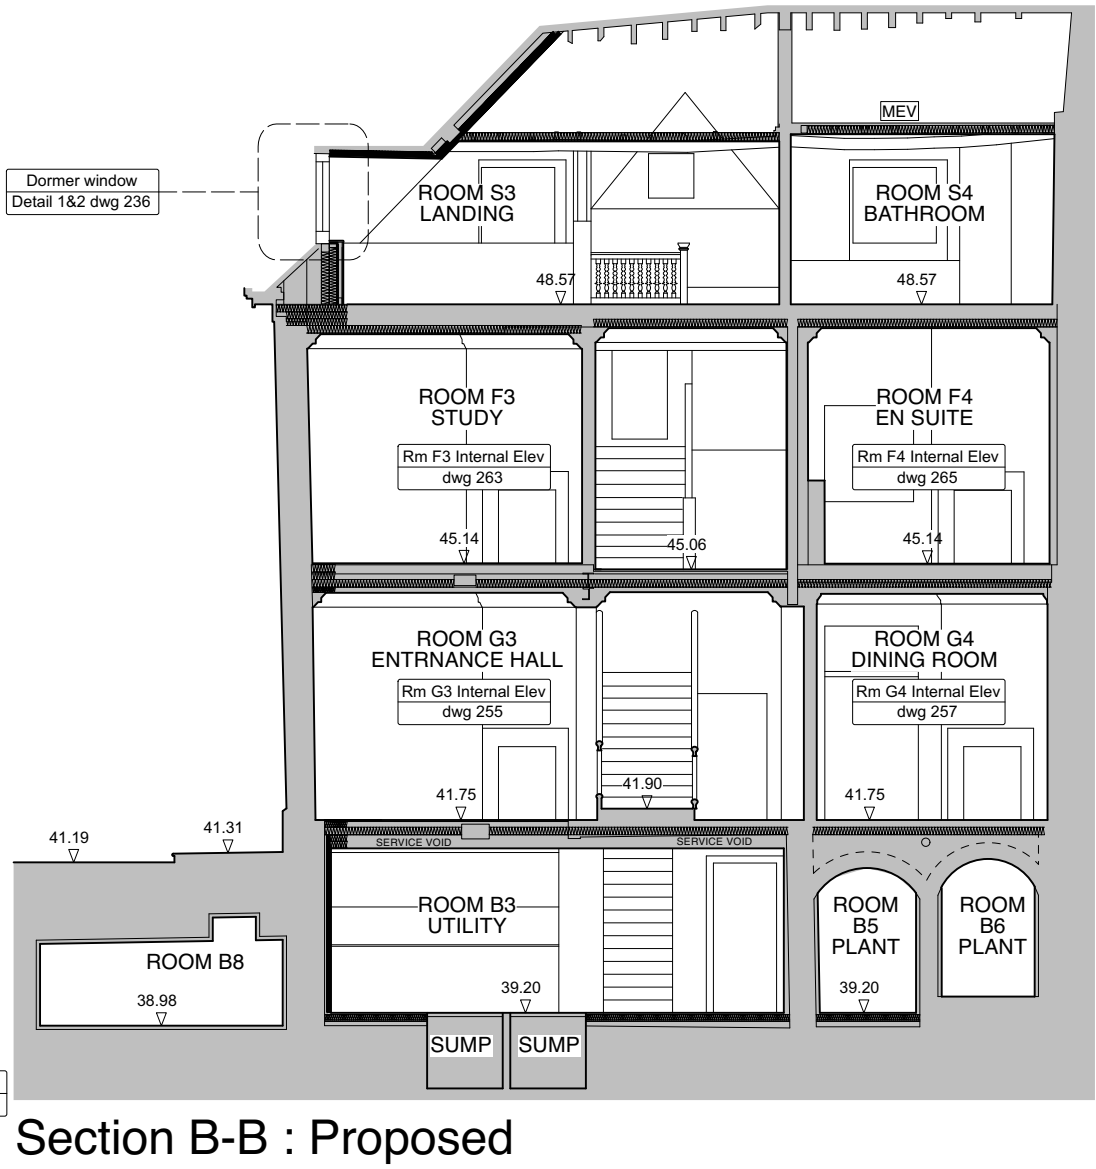 MEV
Dormer window
Detail 1&2 dwg 236
ROOM S3
LANDING
ROOM S4
BATHROOM
48.57
48.57
ROOM F3
STUDY
ROOM F4
EN SUITE
Rm F3 Internal Elev
dwg 263
Rm F4 Internal Elev
dwg 265
45.14
45.06
45.14
ROOM G3
ENTRNANCE HALL
ROOM G4
DINING ROOM
Rm G3 Internal Elev
dwg 255
Rm G4 Internal Elev
dwg 257
41.75
41.90
41.75
41.19
41.31
SERVICE VOID
SERVICE VOID
ROOM B3
UTILITY
ROOM
B5
PLANT
ROOM
B6
PLANT
ROOM B8
38.98
39.20
39.20
SUMP
SUMP
Section B-B : Proposed